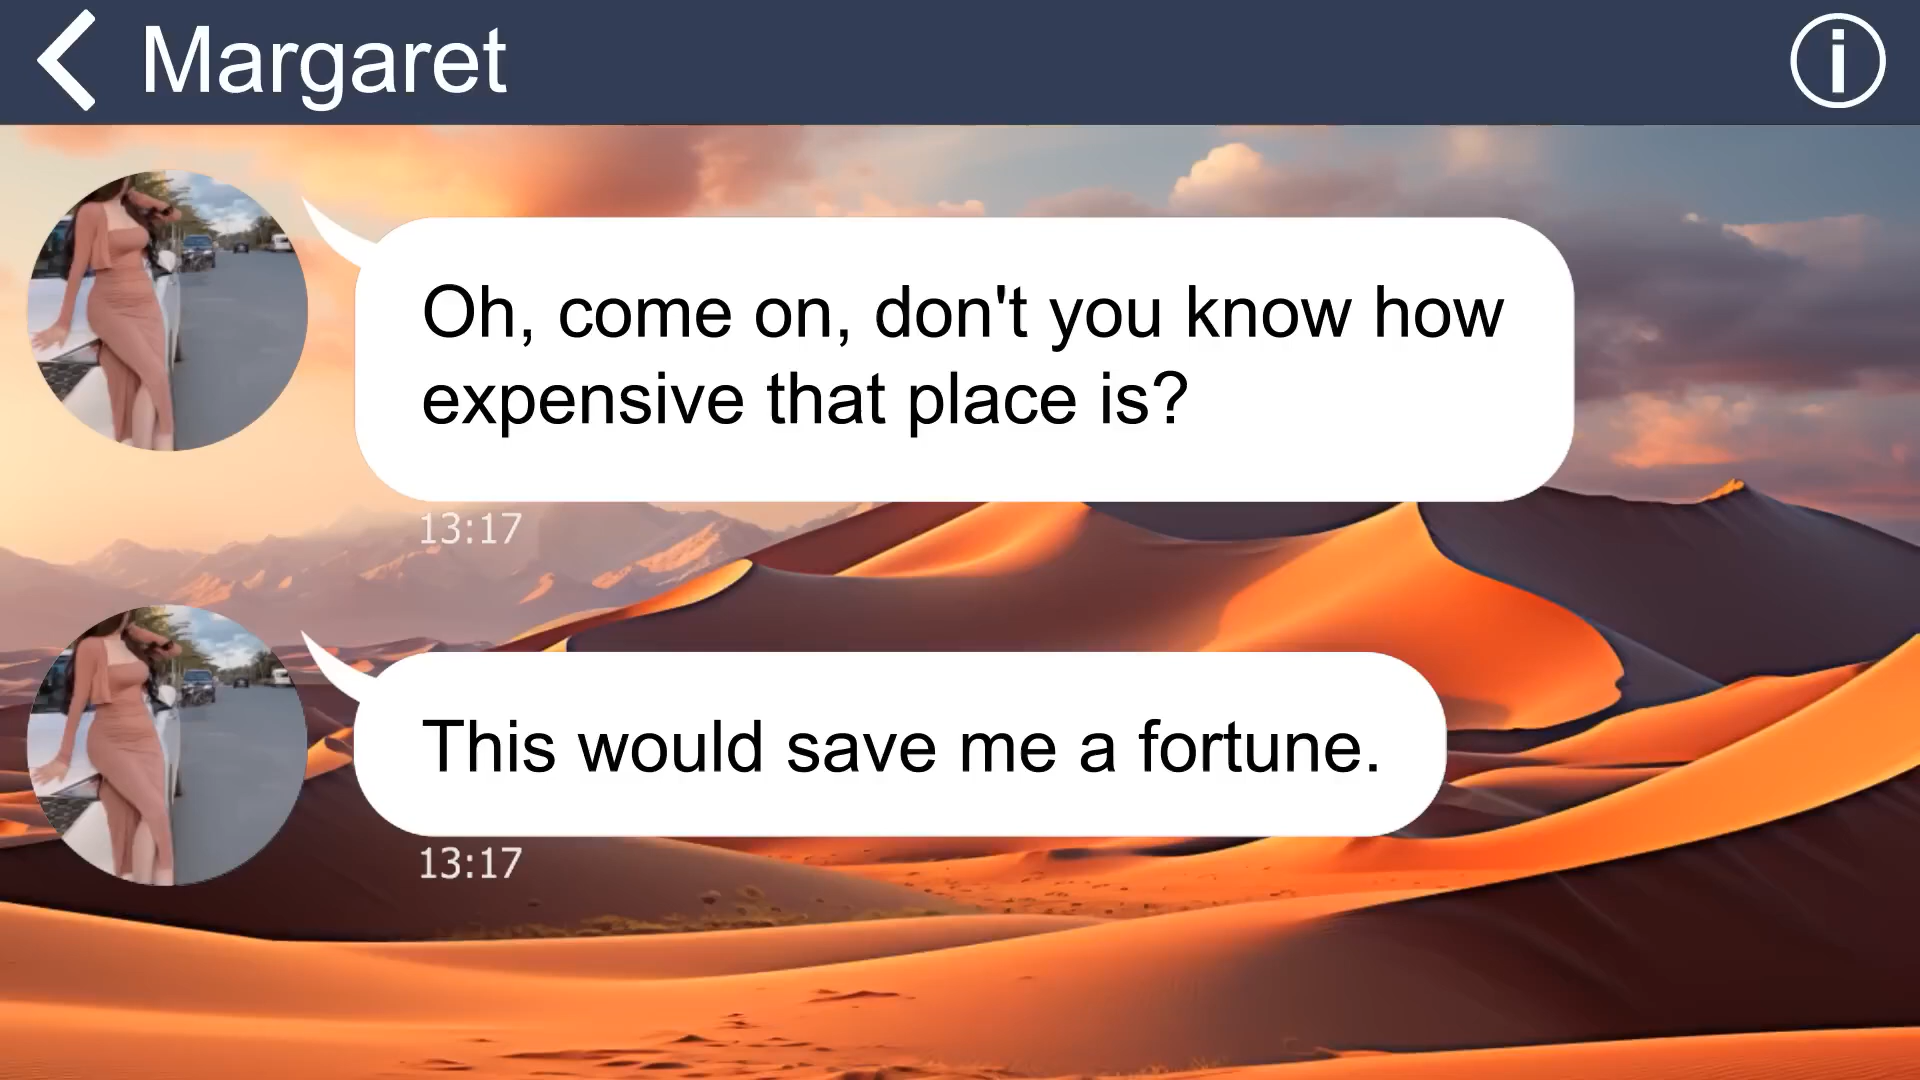 Margaret
Oh, come on, don't you know how
expensive that place is?
13:17
This would save me a fortune.
13:17